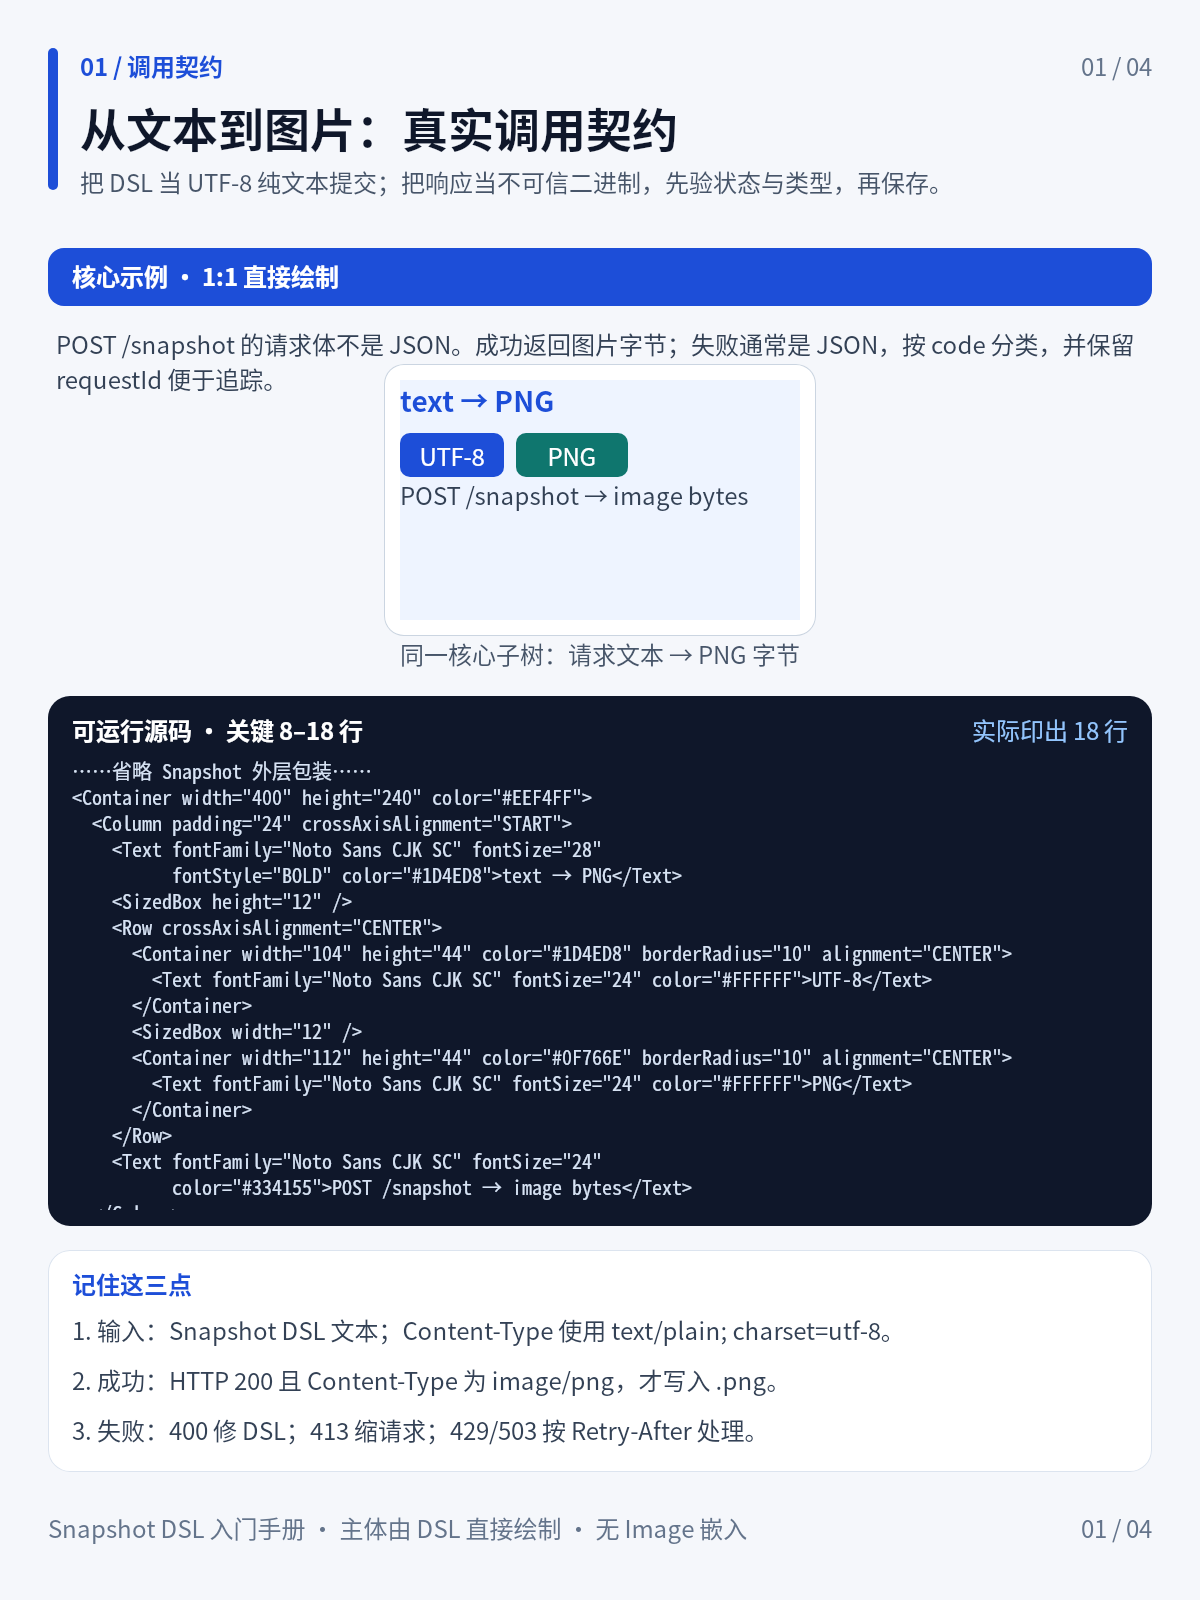 01 / 调用契约
01 / 04
从文本到图片：真实调用契约
把 DSL 当 UTF-8 纯文本提交；把响应当不可信二进制，先验状态与类型，再保存。
核心示例 · 1:1 直接绘制
POST /snapshot 的请求体不是 JSON。成功返回图片字节；失败通常是 JSON，按 code 分类，并保留
requestId 便于追踪。
text → PNG
UTF-8
PNG
POST /snapshot → image bytes
同一核心子树：请求文本 → PNG 字节
可运行源码 · 关键 8–18 行
实际印出 18 行
……省略 Snapshot 外层包装……
<Container width="400" height="240" color="#EEF4FF">
  <Column padding="24" crossAxisAlignment="START">
    <Text fontFamily="Noto Sans CJK SC" fontSize="28"
          fontStyle="BOLD" color="#1D4ED8">text → PNG</Text>
    <SizedBox height="12" />
    <Row crossAxisAlignment="CENTER">
      <Container width="104" height="44" color="#1D4ED8" borderRadius="10" alignment="CENTER">
        <Text fontFamily="Noto Sans CJK SC" fontSize="24" color="#FFFFFF">UTF-8</Text>
      </Container>
      <SizedBox width="12" />
      <Container width="112" height="44" color="#0F766E" borderRadius="10" alignment="CENTER">
        <Text fontFamily="Noto Sans CJK SC" fontSize="24" color="#FFFFFF">PNG</Text>
      </Container>
    </Row>
    <Text fontFamily="Noto Sans CJK SC" fontSize="24"
          color="#334155">POST /snapshot → image bytes</Text>
记住这三点
1. 输入：Snapshot DSL 文本；Content-Type 使用 text/plain; charset=utf-8。
2. 成功：HTTP 200 且 Content-Type 为 image/png，才写入 .png。
3. 失败：400 修 DSL；413 缩请求；429/503 按 Retry-After 处理。
Snapshot DSL 入门手册 · 主体由 DSL 直接绘制 · 无 Image 嵌入
01 / 04